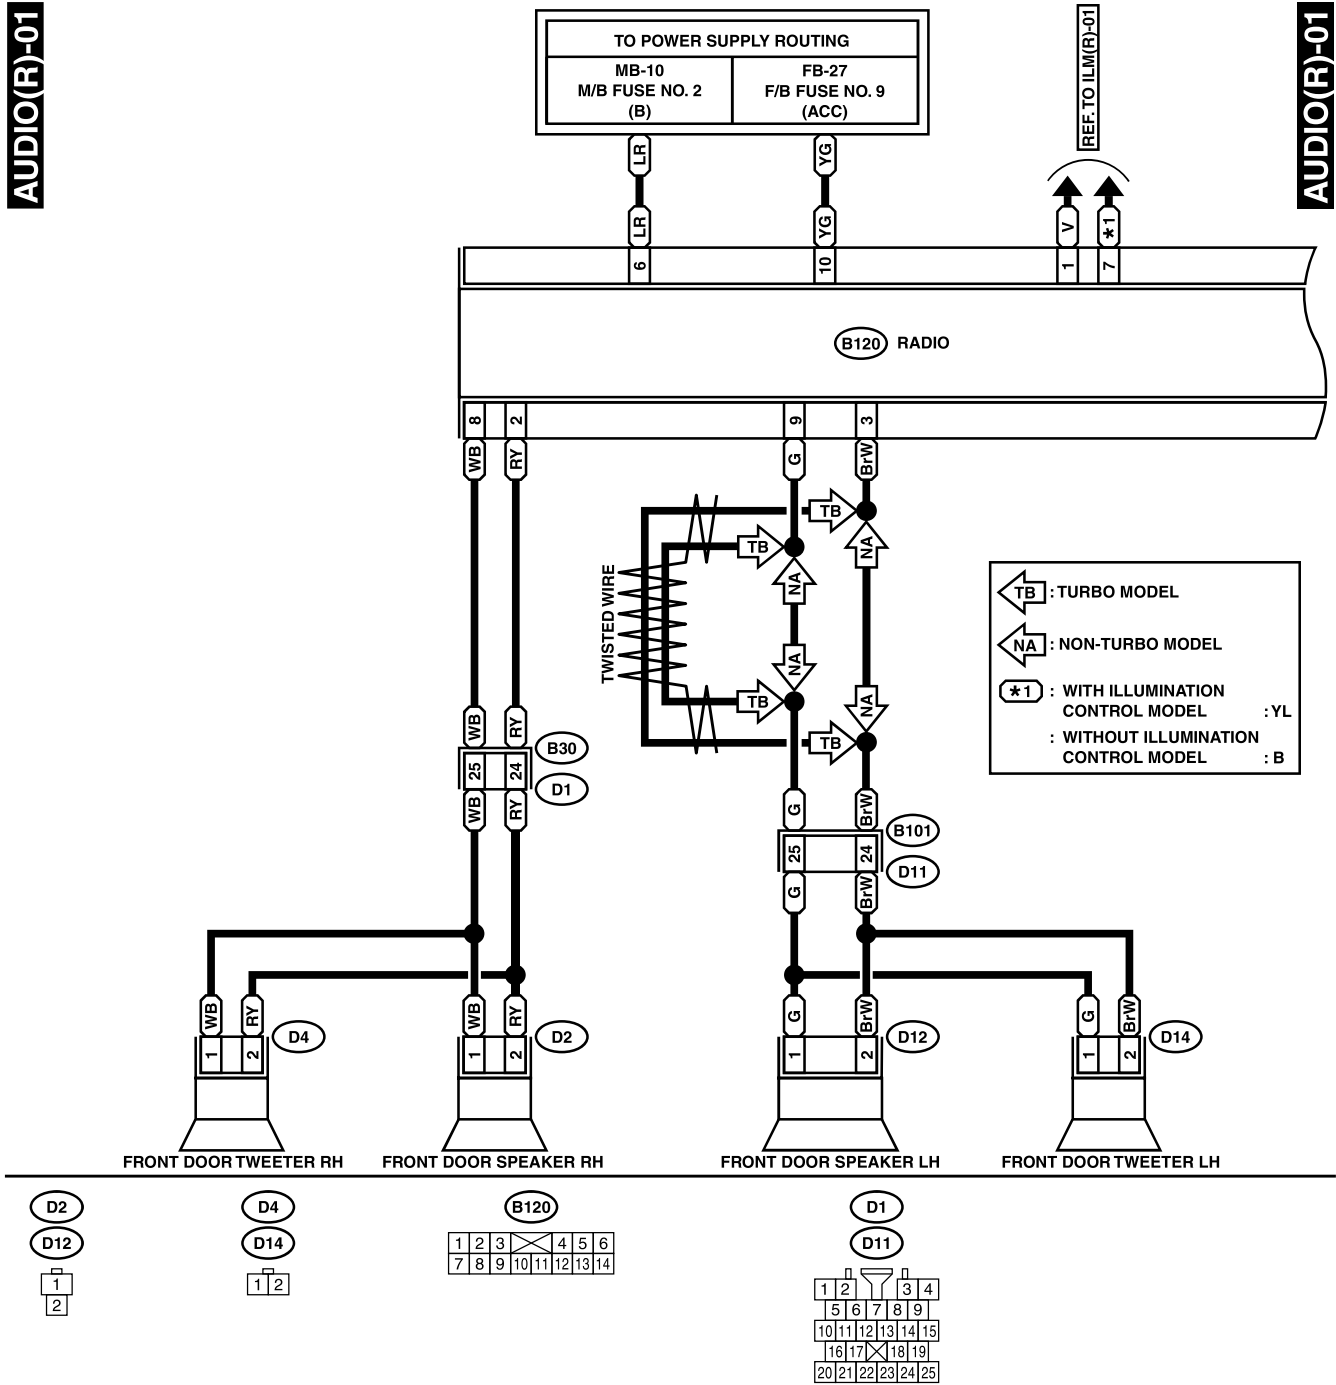 AUDIO(R)-01
AUDIO(R)-01
TO POWER SUPPLY ROUTING
MB-10
M/B FUSE NO. 2
(B)
FB-27
F/B FUSE NO. 9
(ACC)
REF. TO ILM(R)-01
LR
YG
LR
YG
V
*1
6
10
1
7
B120 RADIO
8
2
9
3
WB
RY
G
BrW
TB
TB
NA
NA
TWISTED WIRE
NA
NA
TB
TB
TB : TURBO MODEL
NA : NON-TURBO MODEL
*1 : WITH ILLUMINATION
CONTROL MODEL : YL
: WITHOUT ILLUMINATION
CONTROL MODEL : B
WB
RY
B30
25
24
D1
WB
RY
G
BrW
B101
25
24
D11
G
BrW
WB
RY
WB
RY
G
BrW
G
BrW
1
2
D4
1
2
D2
1
2
D12
1
2
D14
FRONT DOOR TWEETER RH
FRONT DOOR SPEAKER RH
FRONT DOOR SPEAKER LH
FRONT DOOR TWEETER LH
D2
D12
1
2
D4
D14
1 2
B120
1 2 3 4 5 6
7 8 9 10 11 12 13 14
D1
D11
1 2 3 4
5 6 7 8 9
10 11 12 13 14 15
16 17 18 19
20 21 22 23 24 25